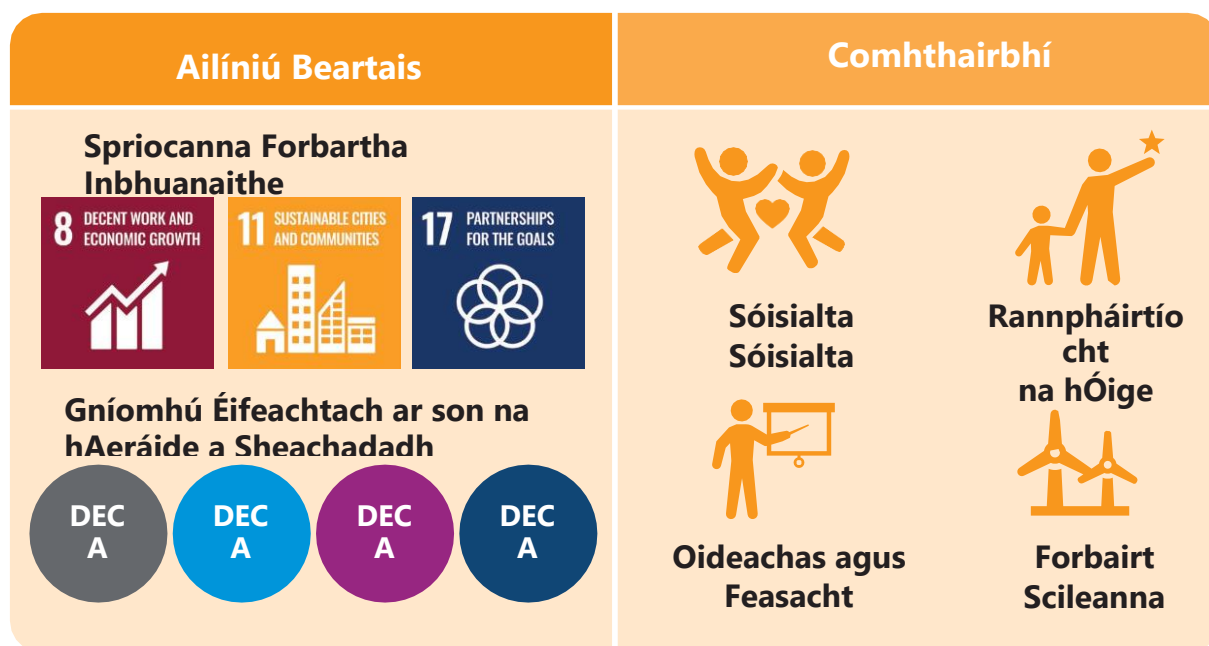 Ailíniú Beartais
Spriocanna Forbartha
Inbhuanaithe
8 DECENT WORK AND
ECONOMIC GROWTH
11 SUSTAINABLE CITIES
AND COMMUNITIES
17 PARTNERSHIPS
FOR THE GOALS
Gníomhú Éifeachtach ar son na
hAeráide a Sheachadadh
DEC
A
DEC
A
DEC
A
DEC
A
Comhthairbhí
Sóisialta
Sóisialta
Rannpháirtío
cht
na hÓige
Oideachas agus
Feasacht
Forbairt
Scileanna